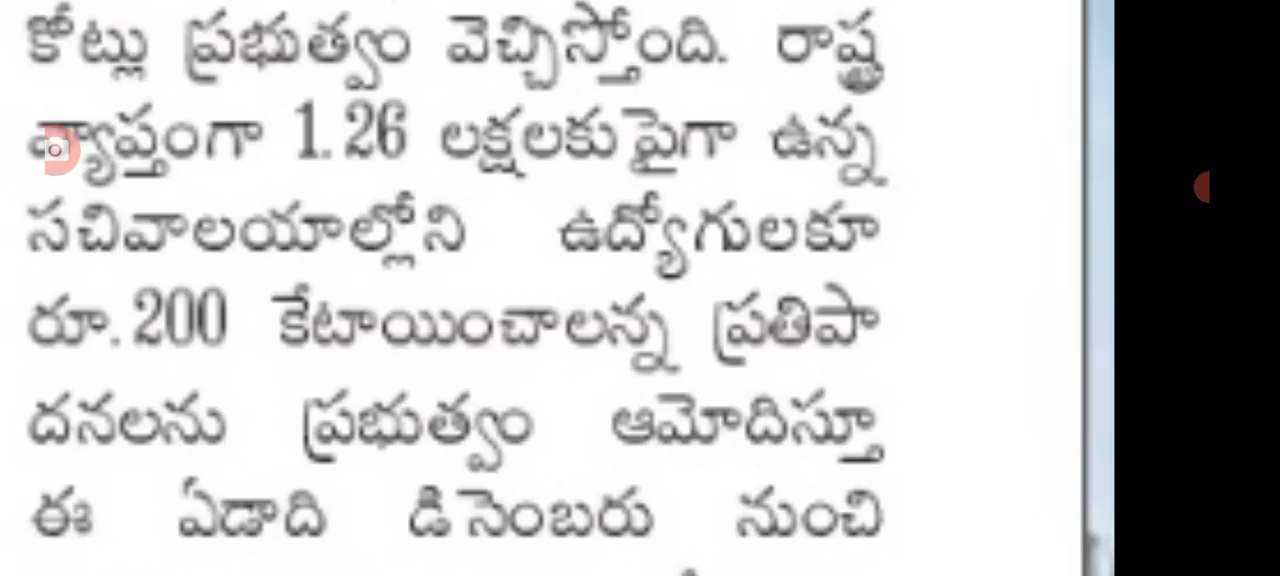 కోట్లు ప్రభుత్వం వెచ్చిస్తోంది. రాష్ట్ర
వ్యాప్తంగా 1.26 లక్షలకుపైగా ఉన్న
సచివాలయాల్లోని ఉద్యోగులకూ
రూ.200 కేటాయించాలన్న ప్రతిపా
దనలను ప్రభుత్వం ఆమోదిస్తూ
ఈ ఏడాది డిసెంబరు నుంచి